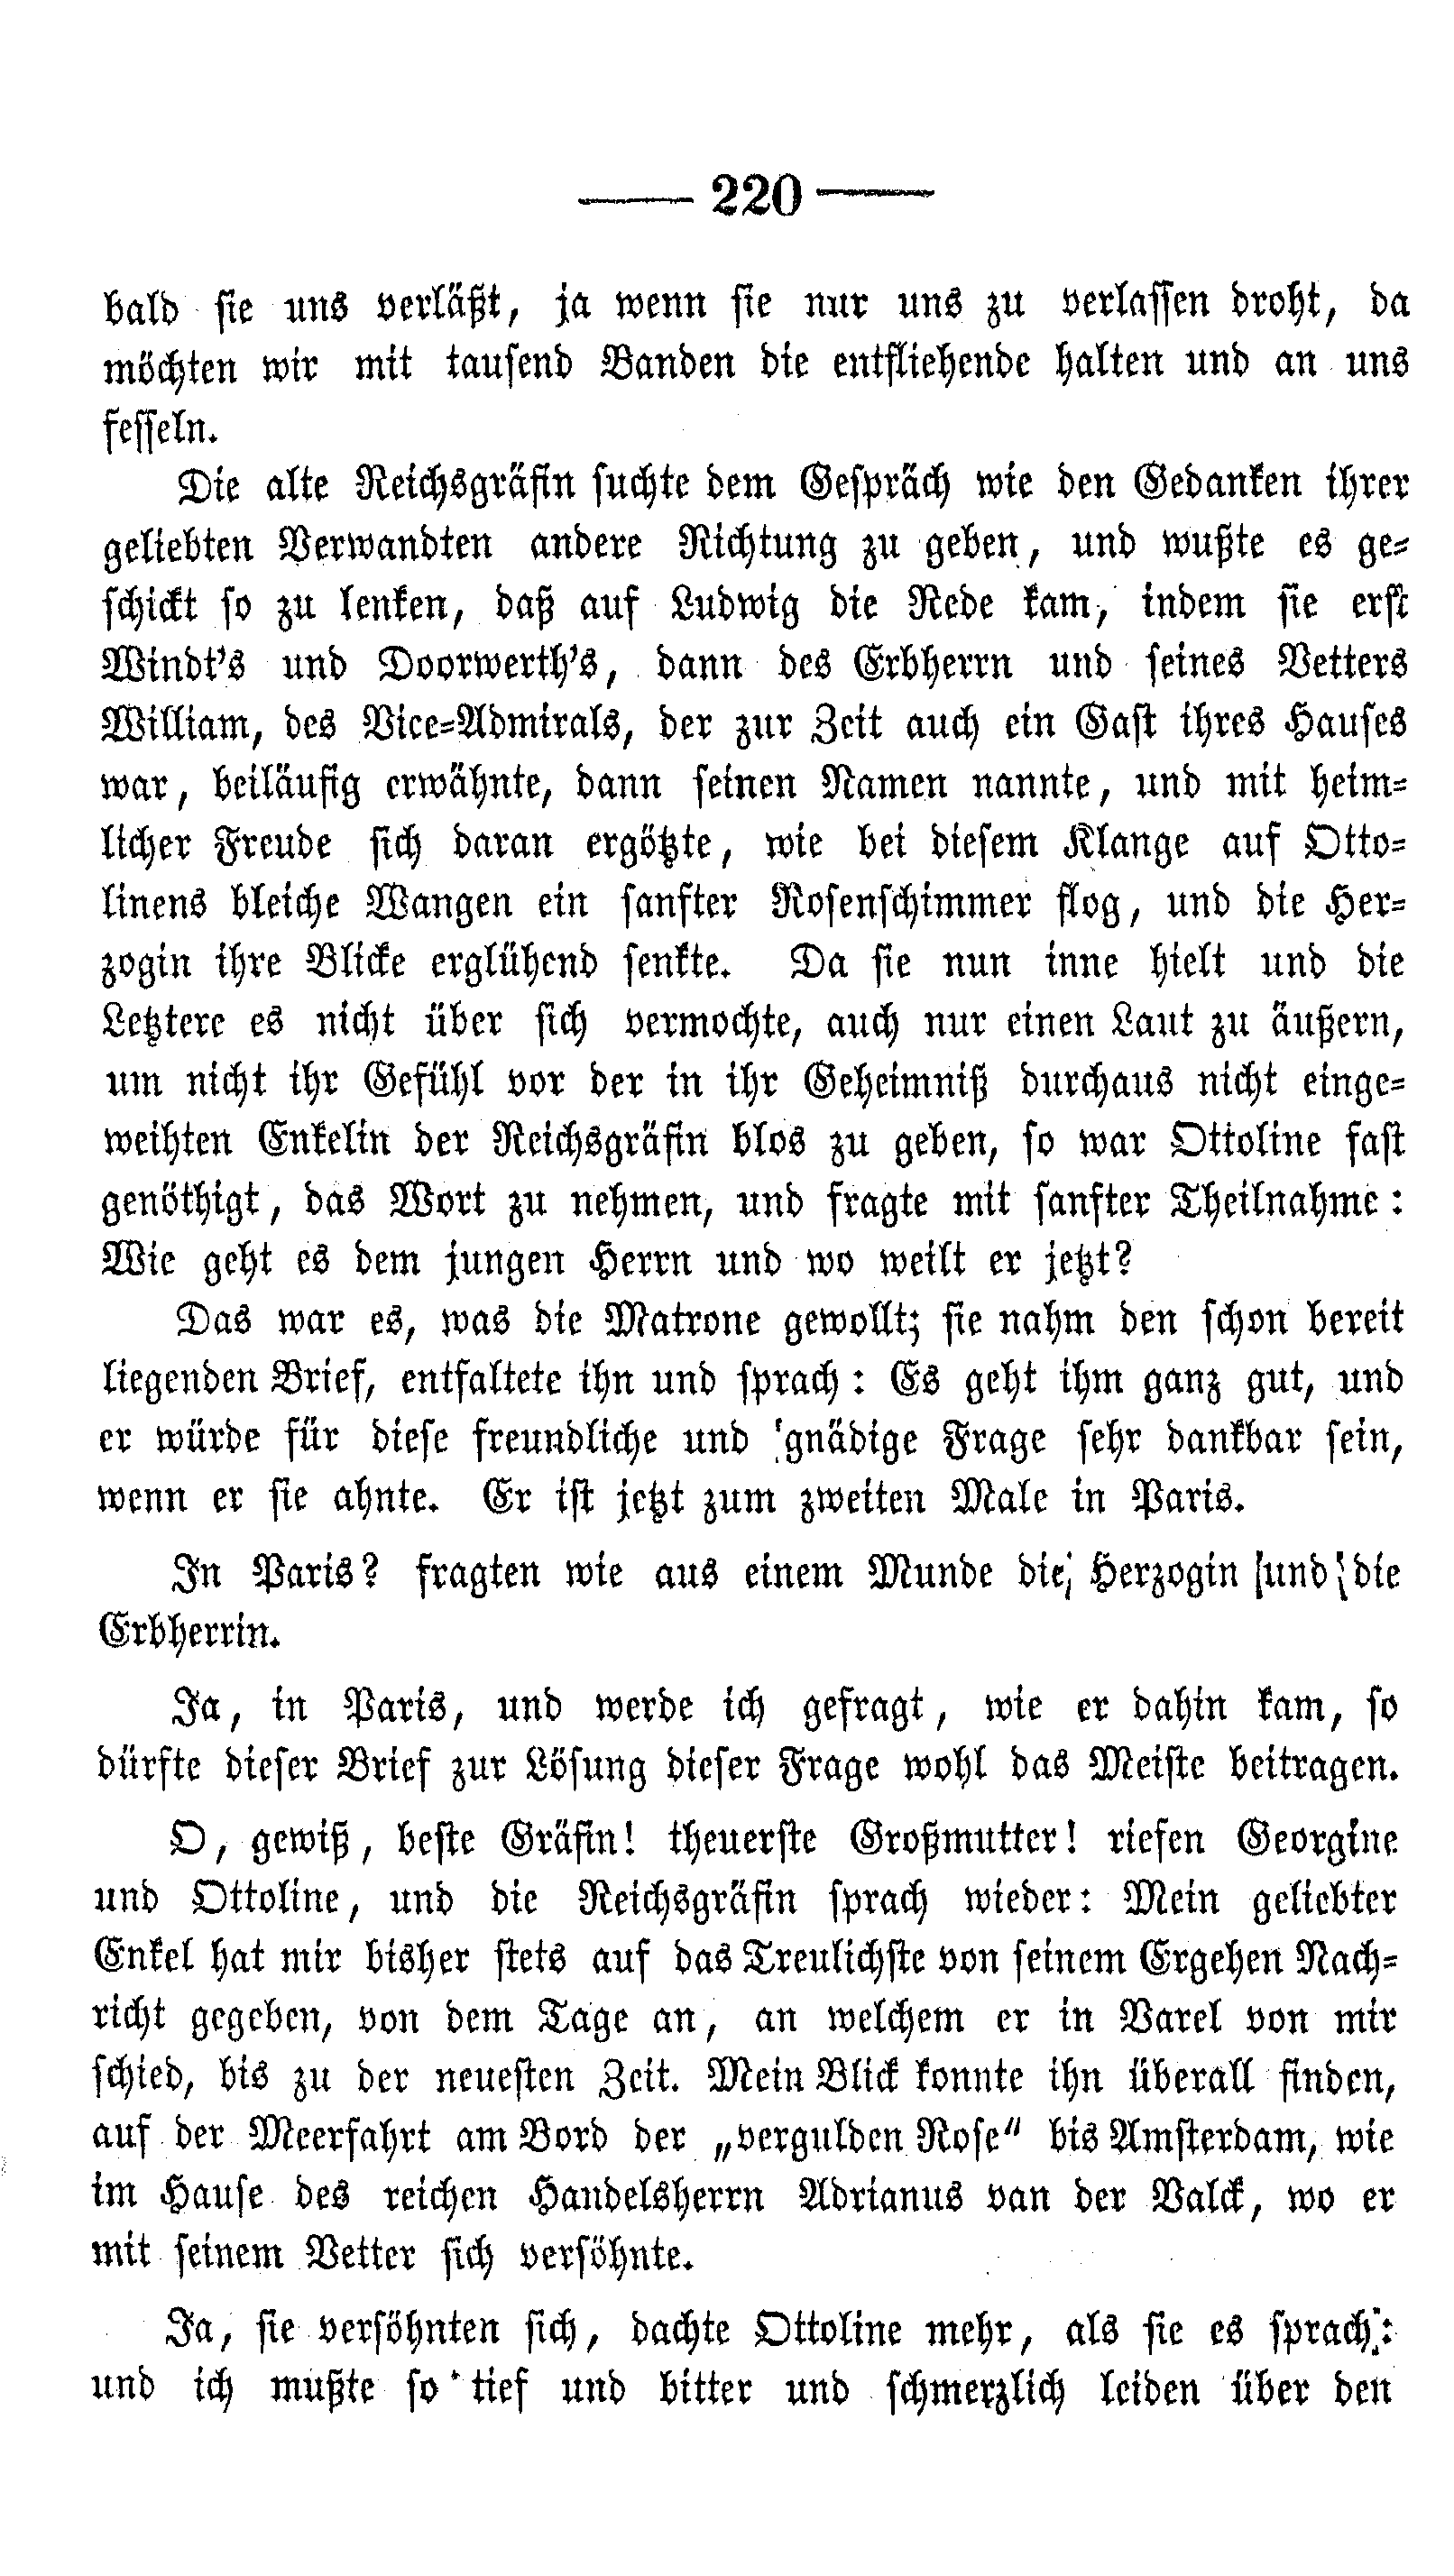 — 220 —
bald sie uns verläßt, ja wenn sie nur uns zu verlassen droht, da
möchten wir mit tausend Banden die entfliehende halten und an uns
fesseln.
Die alte Reichsgräfin suchte dem Gespräch wie den Gedanken ihrer
geliebten Verwandten andere Richtung zu geben, und wußte es ge-
schickt so zu lenken, daß auf Ludwig die Rede kam, indem sie erst
Windt's und Doorwerth's, dann des Erbherrn und seines Vetters
William, des Vice-Admirals, der zur Zeit auch ein Gast ihres Hauses
war, beiläufig erwähnte, dann seinen Namen nannte, und mit heim-
licher Freude sich daran ergötzte, wie bei diesem Klange auf Otto-
linens bleiche Wangen ein sanfter Rosenschimmer flog, und die Her-
zogin ihre Blicke erglühend senkte. Da sie nun inne hielt und die
Letztere es nicht über sich vermochte, auch nur einen Laut zu äußern,
um nicht ihr Gefühl vor der in ihr Geheimniß durchaus nicht einge-
weihten Enkelin der Reichsgräfin blos zu geben, so war Ottoline fast
genöthigt, das Wort zu nehmen, und fragte mit sanfter Theilnahme:
Wie geht es dem jungen Herrn und wo weilt er jetzt?
Das war es, was die Matrone gewollt; sie nahm den schon bereit
liegenden Brief, entfaltete ihn und sprach: Es geht ihm ganz gut, und
er würde für diese freundliche und gnädige Frage sehr dankbar sein,
wenn er sie ahnte. Er ist jetzt zum zweiten Male in Paris.
In Paris? fragten wie aus einem Munde die Herzogin und die
Erbherrin.
Ja, in Paris, und werde ich gefragt, wie er dahin kam, so
dürfte dieser Brief zur Lösung dieser Frage wohl das Meiste beitragen.
O, gewiß, beste Gräfin! theuerste Großmutter! riefen Georgine
und Ottoline, und die Reichsgräfin sprach wieder: Mein geliebter
Enkel hat mir bisher stets auf das Treulichste von seinem Ergehen Nach-
richt gegeben, von dem Tage an, an welchem er in Varel von mir
schied, bis zu der neuesten Zeit. Mein Blick konnte ihn überall finden,
auf der Meerfahrt am Bord der „vergulden Rose“ bis Amsterdam, wie
im Hause des reichen Handelsherrn Adrianus van der Valck, wo er
mit seinem Vetter sich versöhnte.
Ja, sie versöhnten sich, dachte Ottoline mehr, als sie es sprach:
und ich mußte so tief und bitter und schmerzlich leiden über den